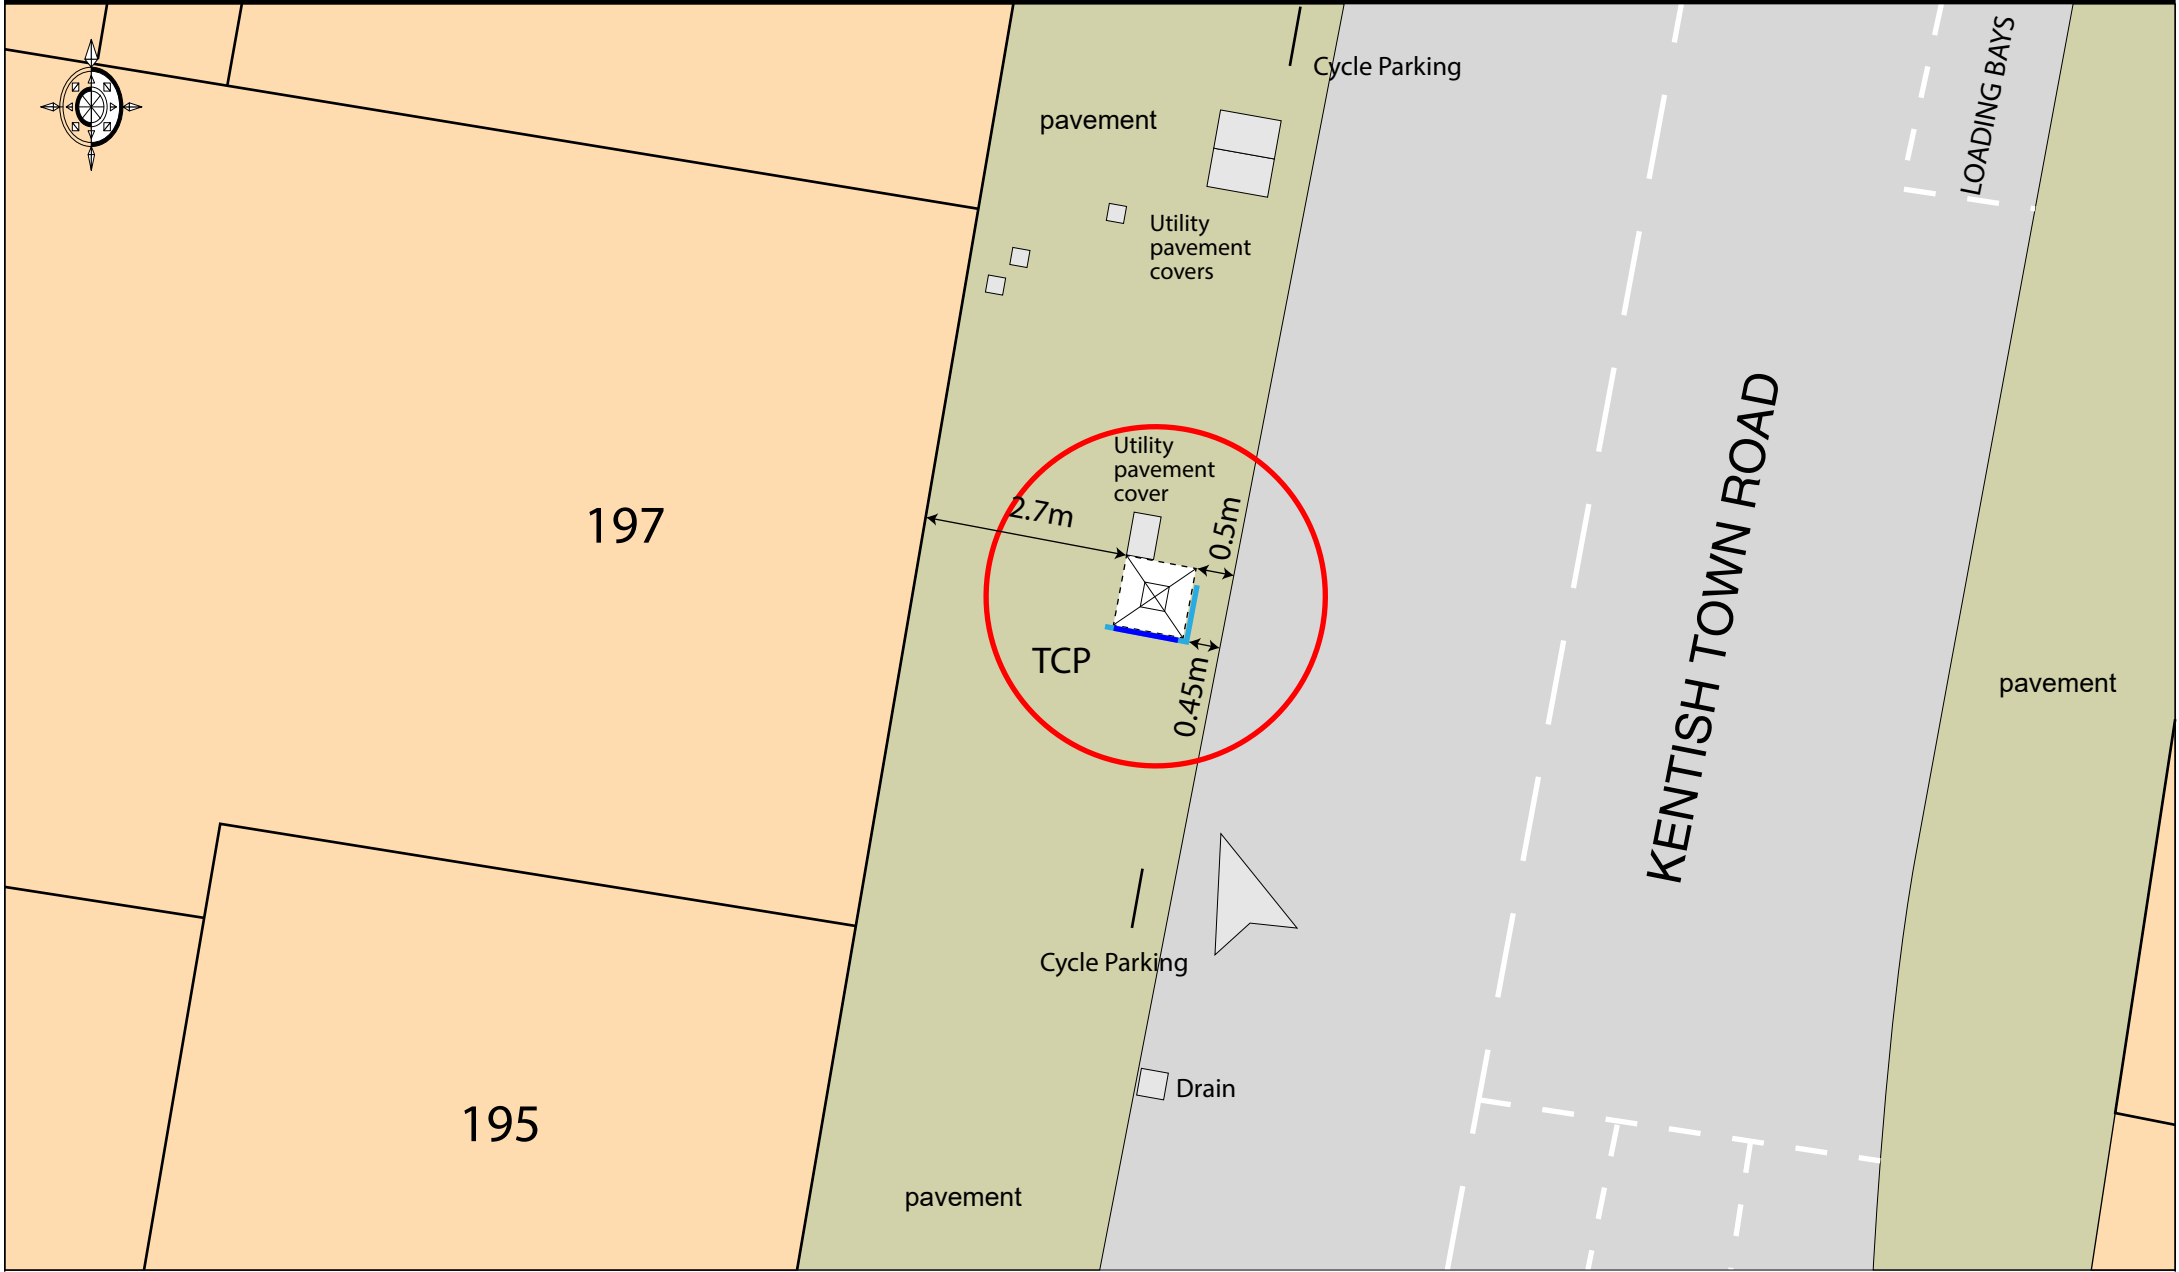 Cycle Parking
LOADING BAYS
pavement
Utility
pavement
covers
KENTISH TOWN ROAD
Utility
pavement
cover
2.7m
0.5m
197
TCP
0.45m
pavement
Cycle Parking
Drain
195
pavement